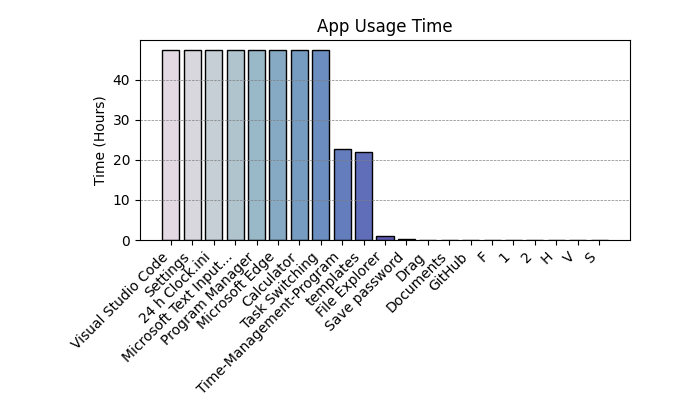 App Usage Time
Time (Hours)
40
30
20
10
0
Visual Studio Code
Settings
24 h Clock.ini
Microsoft Text Input...
Program Manager
Microsoft Edge
Calculator
Task Switching
Time-Management-Program
templates
File Explorer
Save password
Drag
Documents
GitHub
F
1
2
H
V
S